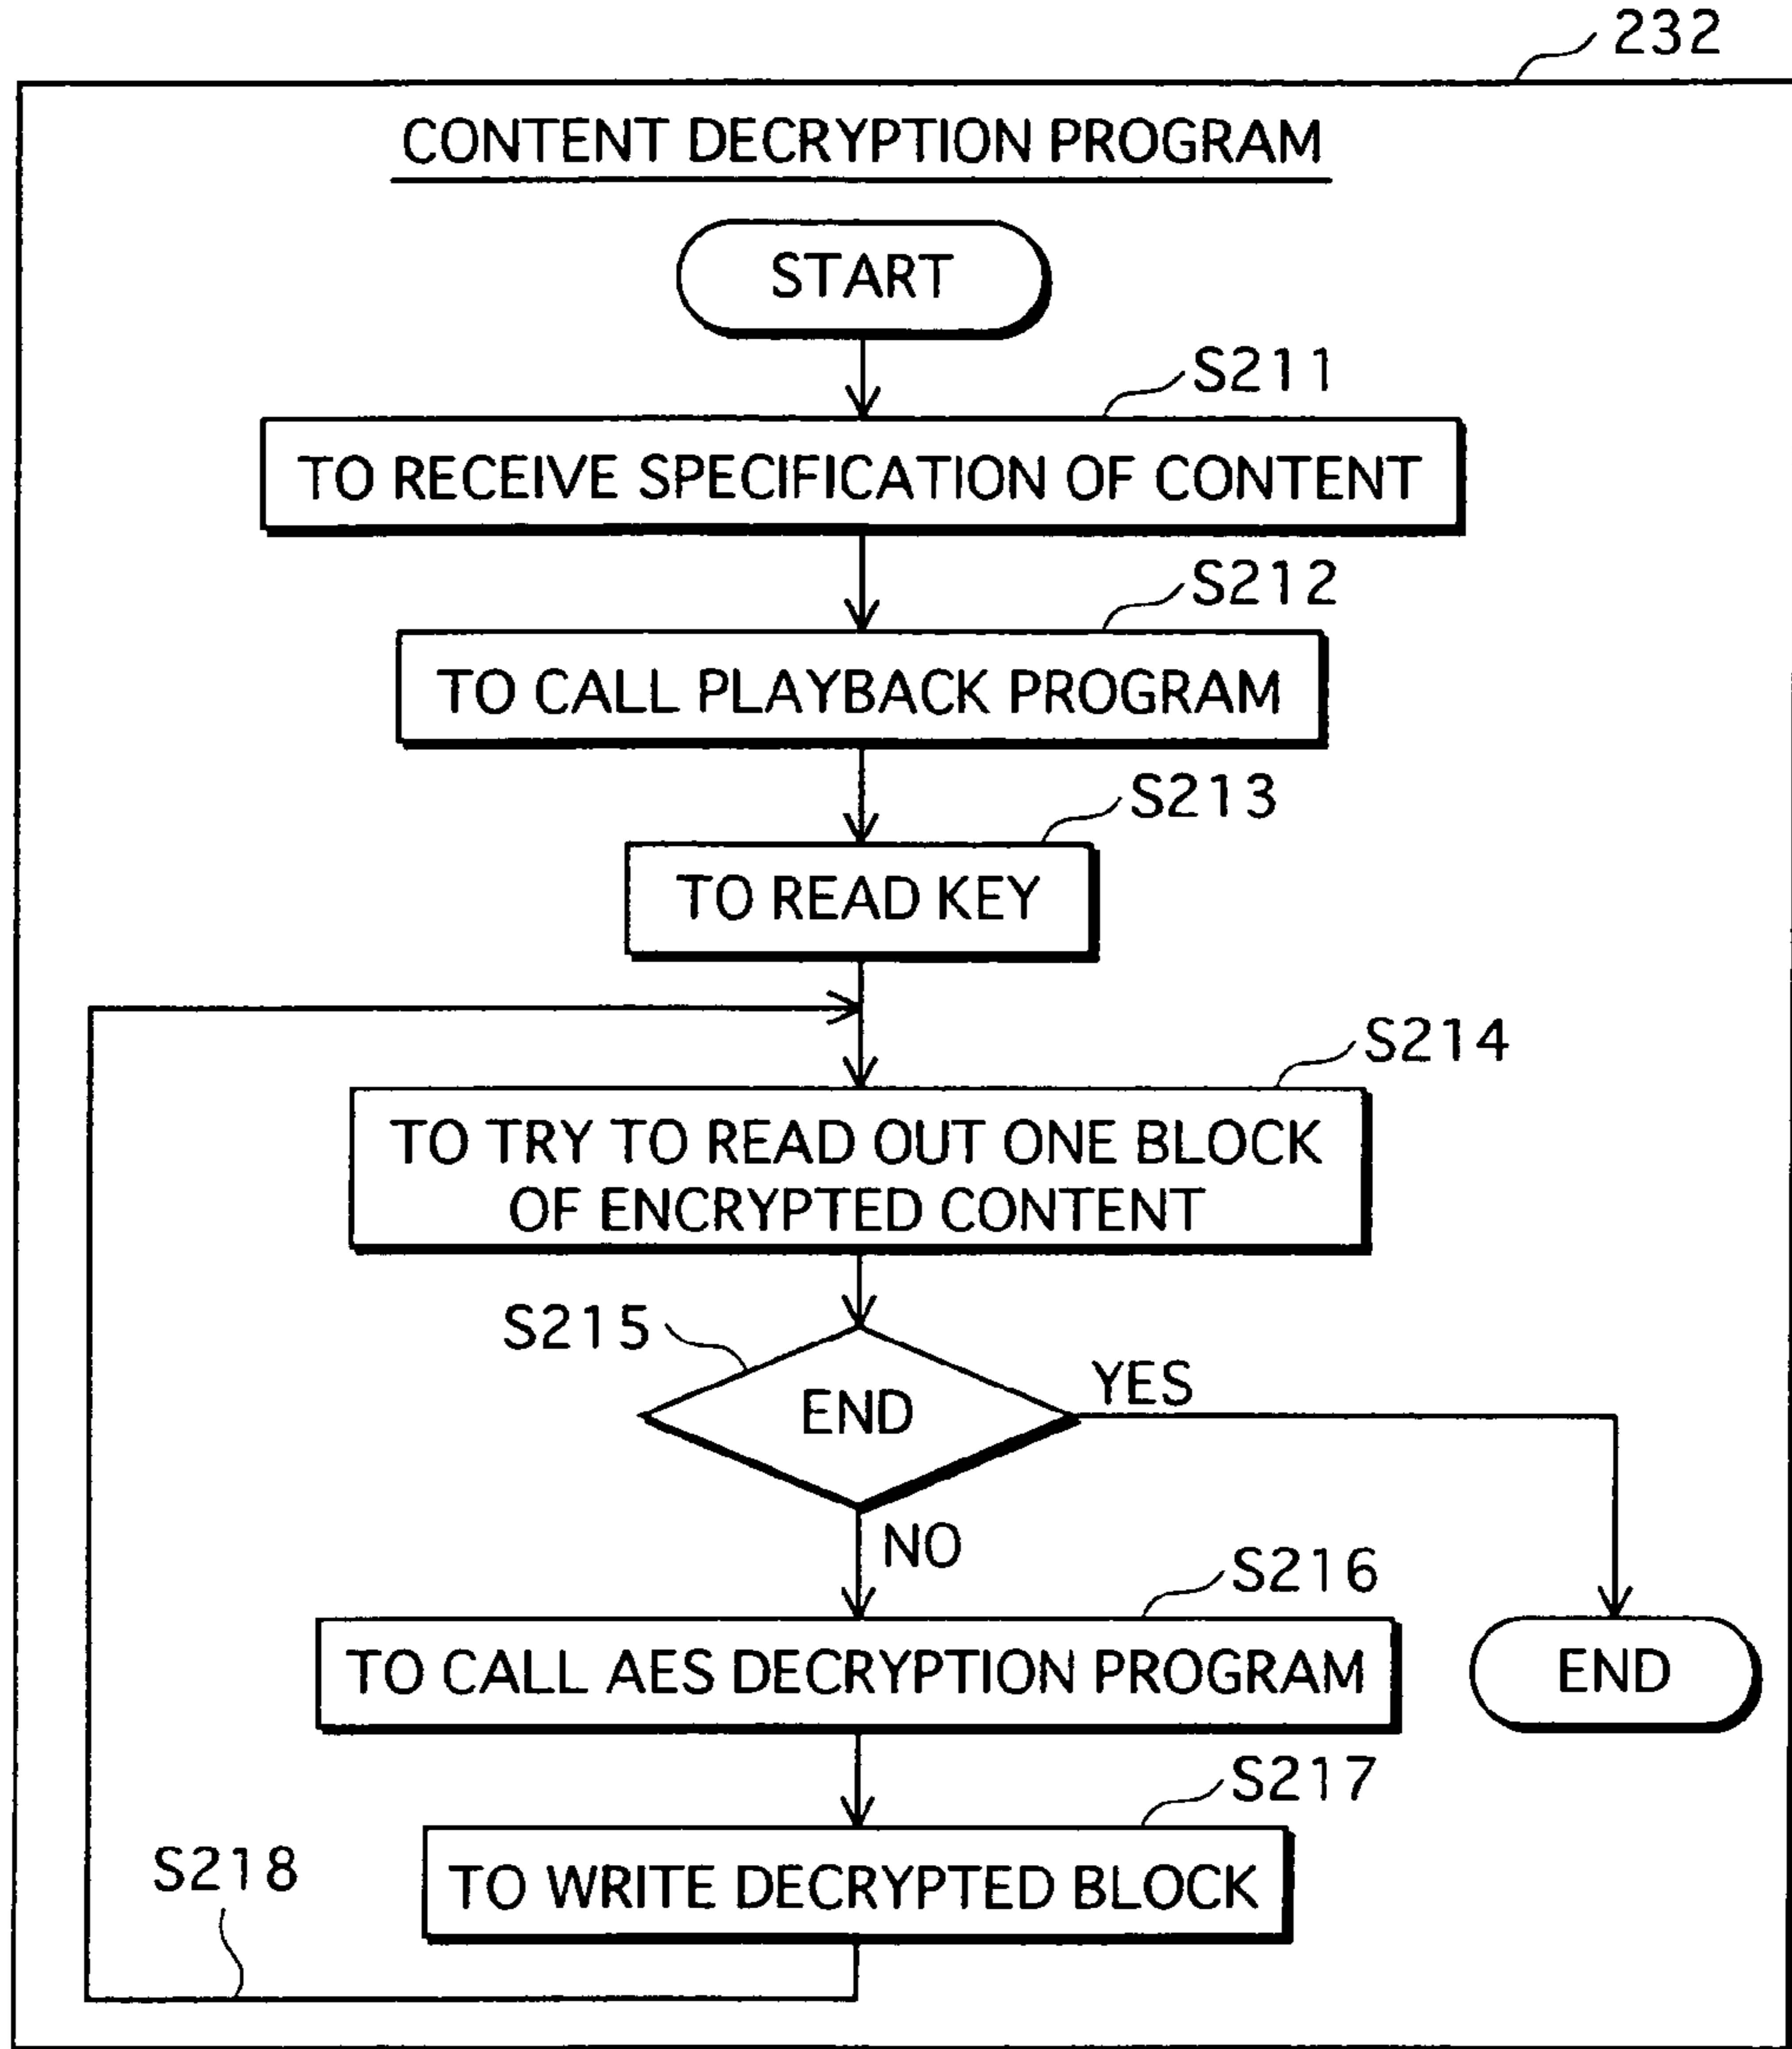 232
CONTENT DECRYPTION PROGRAM
START
S211
TO RECEIVE SPECIFICATION OF CONTENT
S212
TO CALL PLAYBACK PROGRAM
S213
TO READ KEY
S214
TO TRY TO READ OUT ONE BLOCK
OF ENCRYPTED CONTENT
S215
END
YES
NO
S216
TO CALL AES DECRYPTION PROGRAM
END
S217
TO WRITE DECRYPTED BLOCK
S218